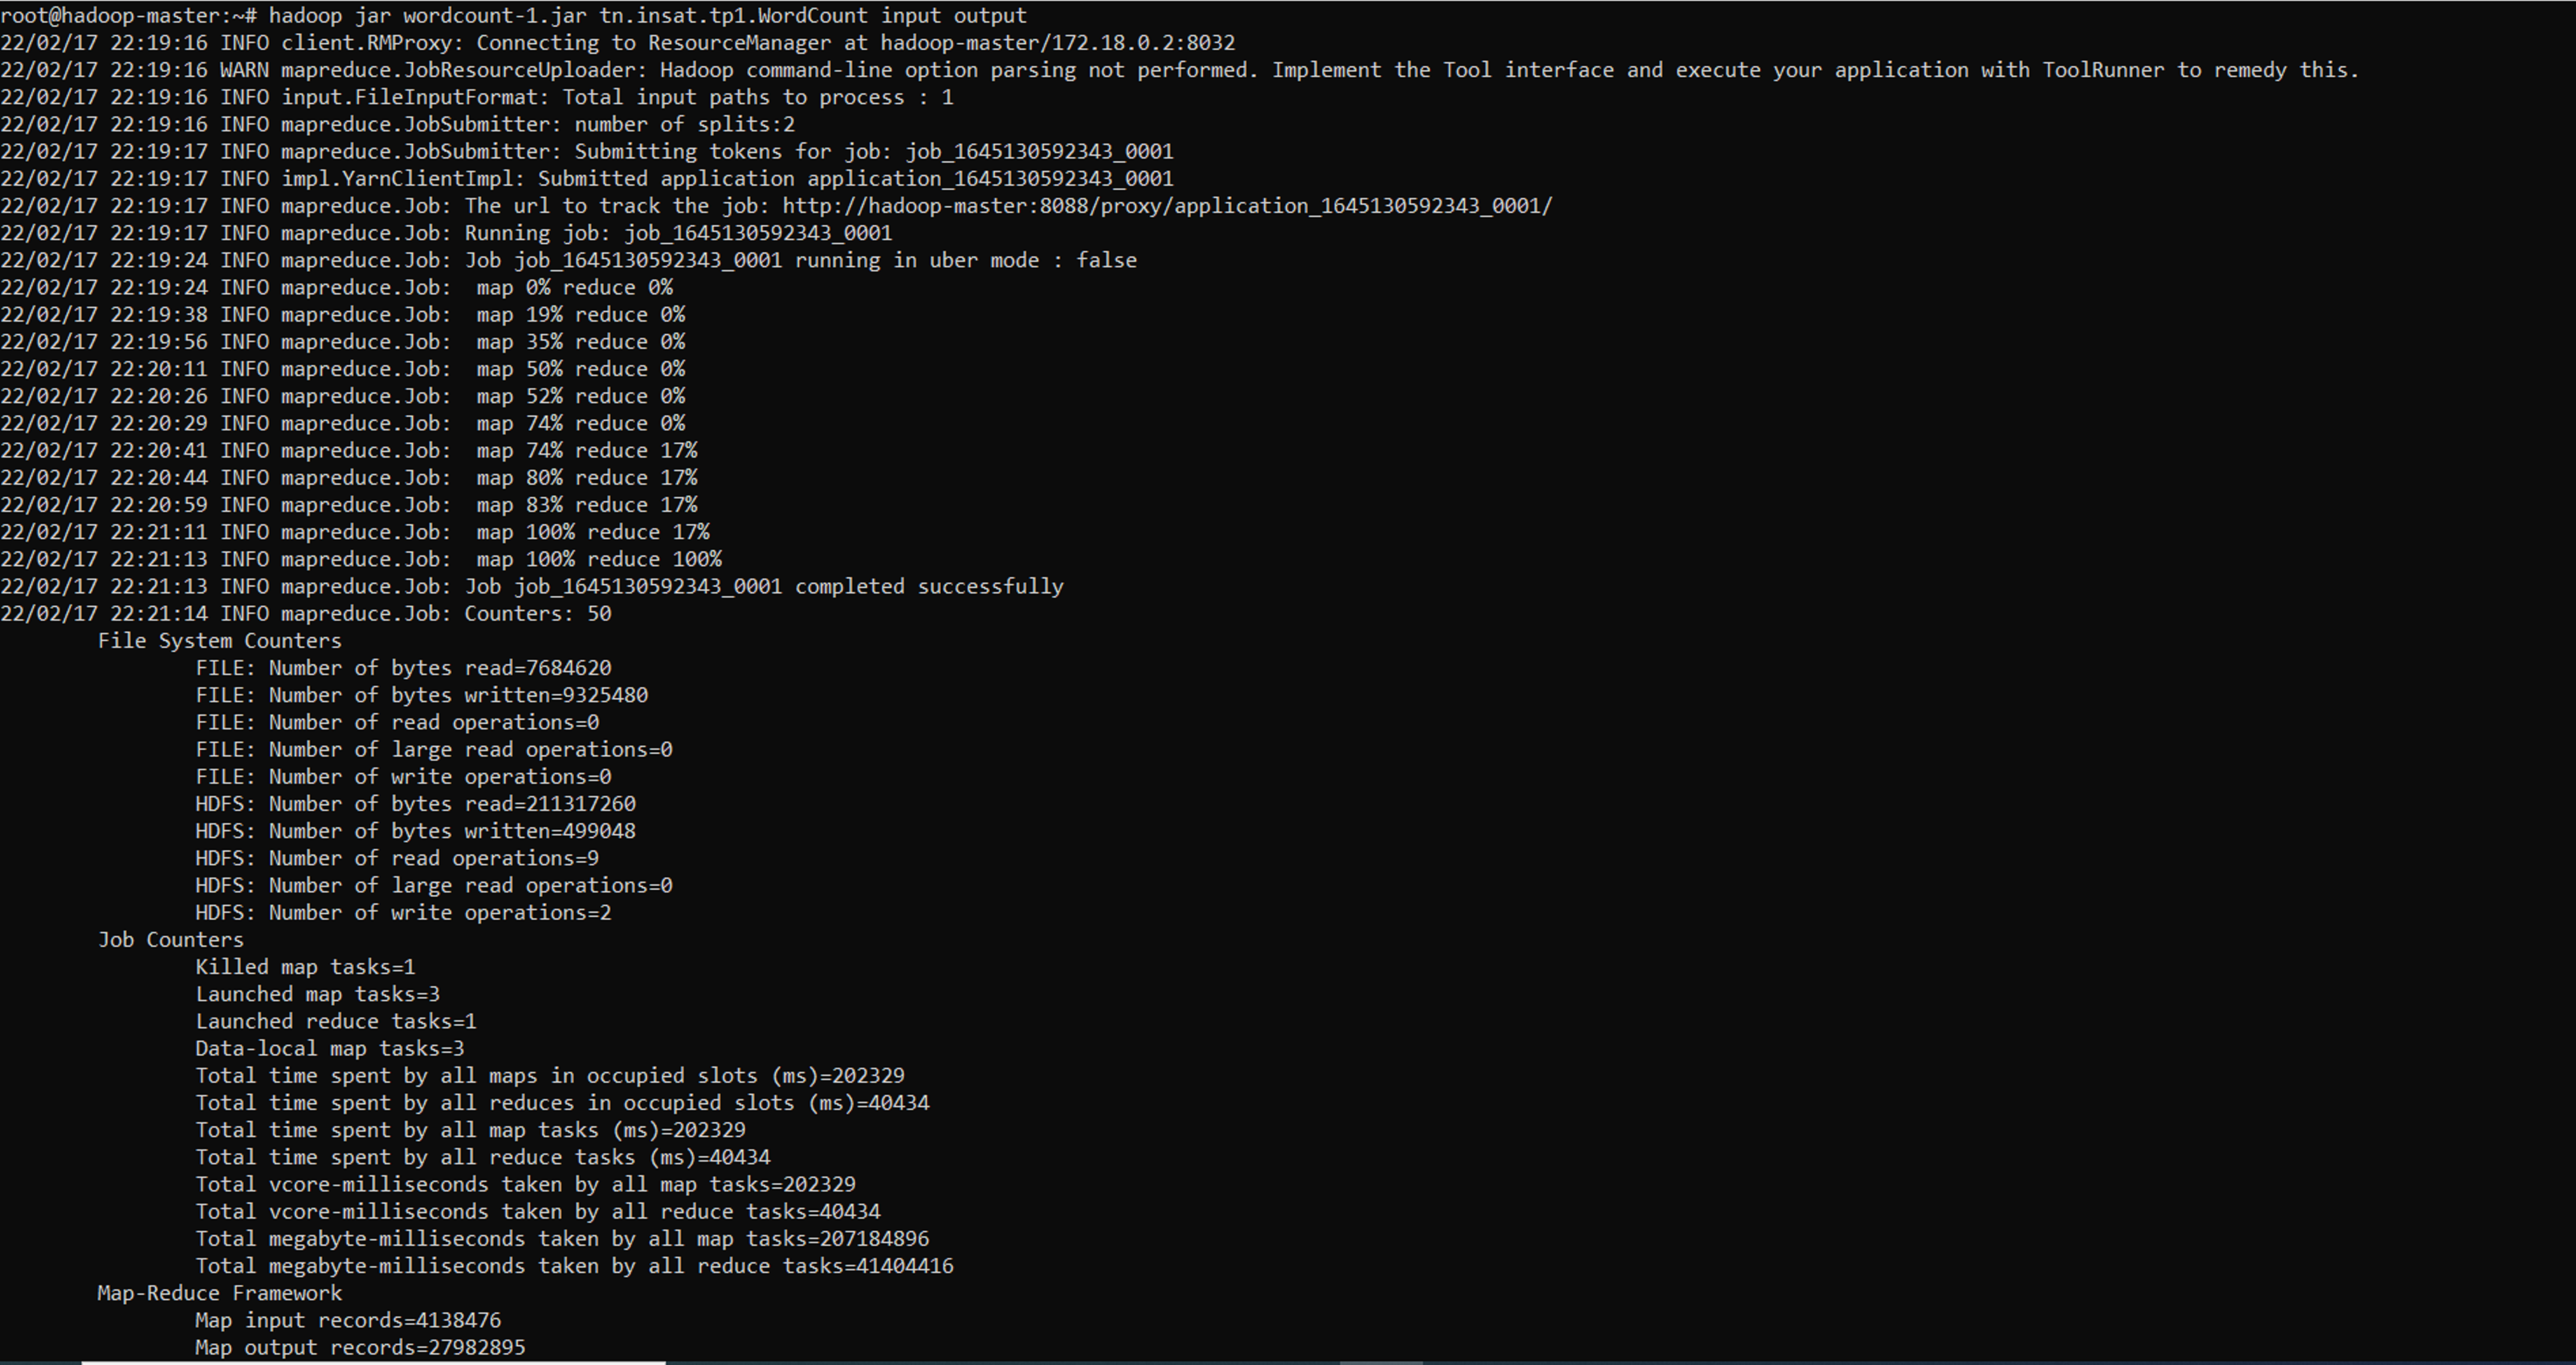 root@hadoop-master:~# hadoop jar wordcount-1.jar tn.insat.tp1.WordCount input output
22/02/17 22:19:16 INFO client.RMProxy: Connecting to ResourceManager at hadoop-master/172.18.0.2:8032
22/02/17 22:19:16 WARN mapreduce.JobResourceUploader: Hadoop command-line option parsing not performed. Implement the Tool interface and execute your application with ToolRunner to remedy this.
22/02/17 22:19:16 INFO input.FileInputFormat: Total input paths to process : 1
22/02/17 22:19:16 INFO mapreduce.JobSubmitter: number of splits:2
22/02/17 22:19:17 INFO mapreduce.JobSubmitter: Submitting tokens for job: job_1645130592343_0001
22/02/17 22:19:17 INFO impl.YarnClientImpl: Submitted application application_1645130592343_0001
22/02/17 22:19:17 INFO mapreduce.Job: The url to track the job: http://hadoop-master:8088/proxy/application_1645130592343_0001/
22/02/17 22:19:17 INFO mapreduce.Job: Running job: job_1645130592343_0001
22/02/17 22:19:24 INFO mapreduce.Job: Job job_1645130592343_0001 running in uber mode : false
22/02/17 22:19:24 INFO mapreduce.Job:  map 0% reduce 0%
22/02/17 22:19:38 INFO mapreduce.Job:  map 19% reduce 0%
22/02/17 22:19:56 INFO mapreduce.Job:  map 35% reduce 0%
22/02/17 22:20:11 INFO mapreduce.Job:  map 50% reduce 0%
22/02/17 22:20:26 INFO mapreduce.Job:  map 52% reduce 0%
22/02/17 22:20:29 INFO mapreduce.Job:  map 74% reduce 0%
22/02/17 22:20:41 INFO mapreduce.Job:  map 74% reduce 17%
22/02/17 22:20:44 INFO mapreduce.Job:  map 80% reduce 17%
22/02/17 22:20:59 INFO mapreduce.Job:  map 83% reduce 17%
22/02/17 22:21:11 INFO mapreduce.Job:  map 100% reduce 17%
22/02/17 22:21:13 INFO mapreduce.Job:  map 100% reduce 100%
22/02/17 22:21:13 INFO mapreduce.Job: Job job_1645130592343_0001 completed successfully
22/02/17 22:21:14 INFO mapreduce.Job: Counters: 50
File System Counters
FILE: Number of bytes read=7684620
FILE: Number of bytes written=9325480
FILE: Number of read operations=0
FILE: Number of large read operations=0
FILE: Number of write operations=0
HDFS: Number of bytes read=211317260
HDFS: Number of bytes written=499048
HDFS: Number of read operations=9
HDFS: Number of large read operations=0
HDFS: Number of write operations=2
Job Counters
Killed map tasks=1
Launched map tasks=3
Launched reduce tasks=1
Data-local map tasks=3
Total time spent by all maps in occupied slots (ms)=202329
Total time spent by all reduces in occupied slots (ms)=40434
Total time spent by all map tasks (ms)=202329
Total time spent by all reduce tasks (ms)=40434
Total vcore-milliseconds taken by all map tasks=202329
Total vcore-milliseconds taken by all reduce tasks=40434
Total megabyte-milliseconds taken by all map tasks=207184896
Total megabyte-milliseconds taken by all reduce tasks=41404416
Map-Reduce Framework
Map input records=4138476
Map output records=27982895